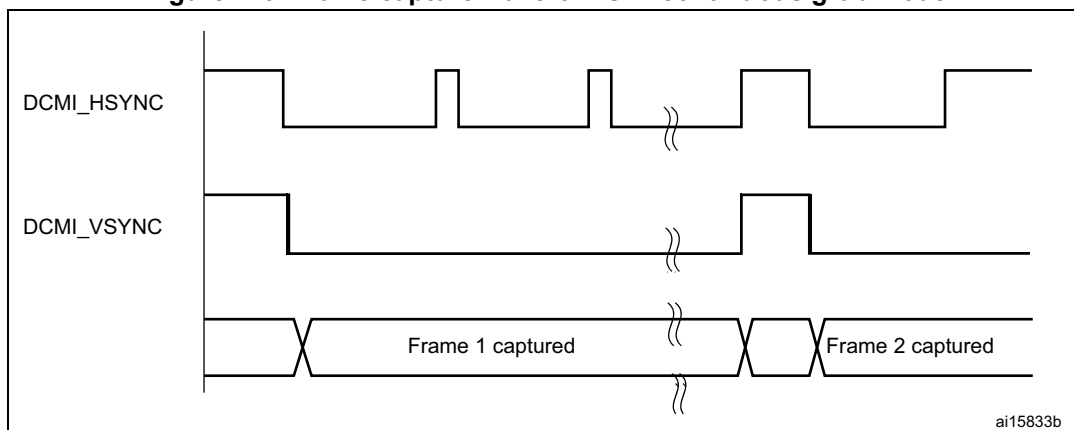 DCMI_HSYNC
DCMI_VSYNC
Frame 1 captured
Frame 2 captured
ai15833b